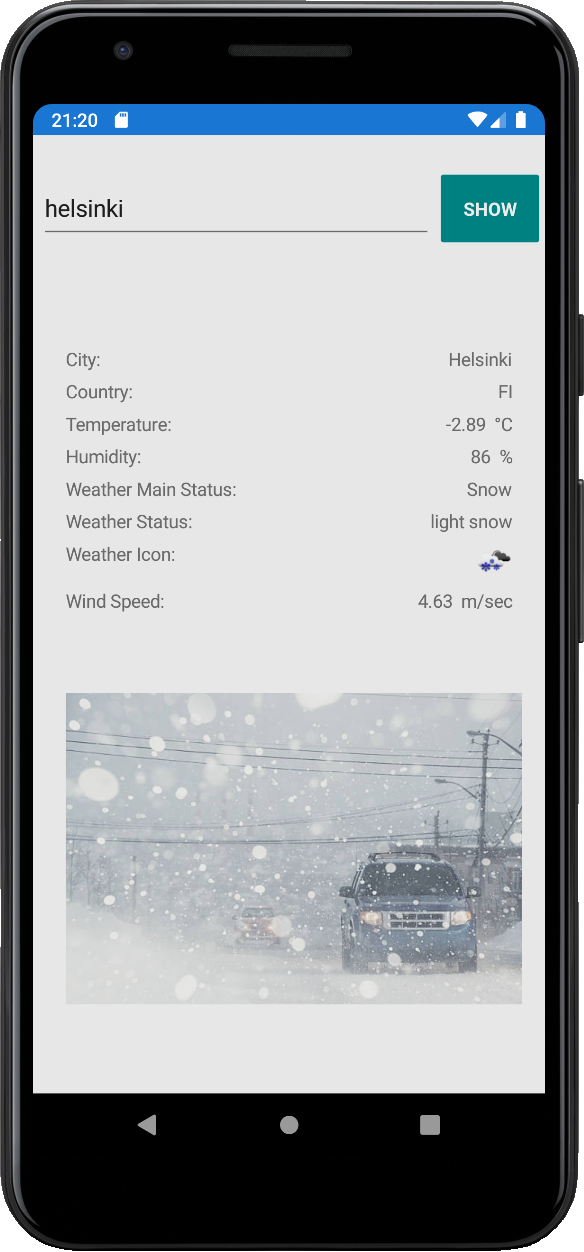 21:20
helsinki
SHOW
City: Helsinki
Country: FI
Temperature: -2.89 °C
Humidity: 86 %
Weather Main Status: Snow
Weather Status: light snow
Weather Icon:
Wind Speed: 4.63 m/sec